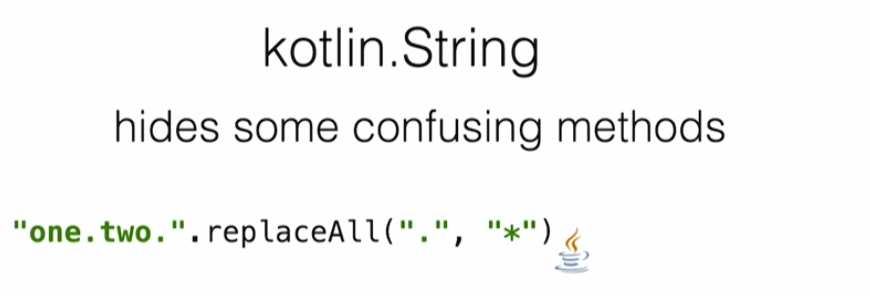 kotlin.String
hides some confusing methods
"one.two.".replaceAll(".", "*")